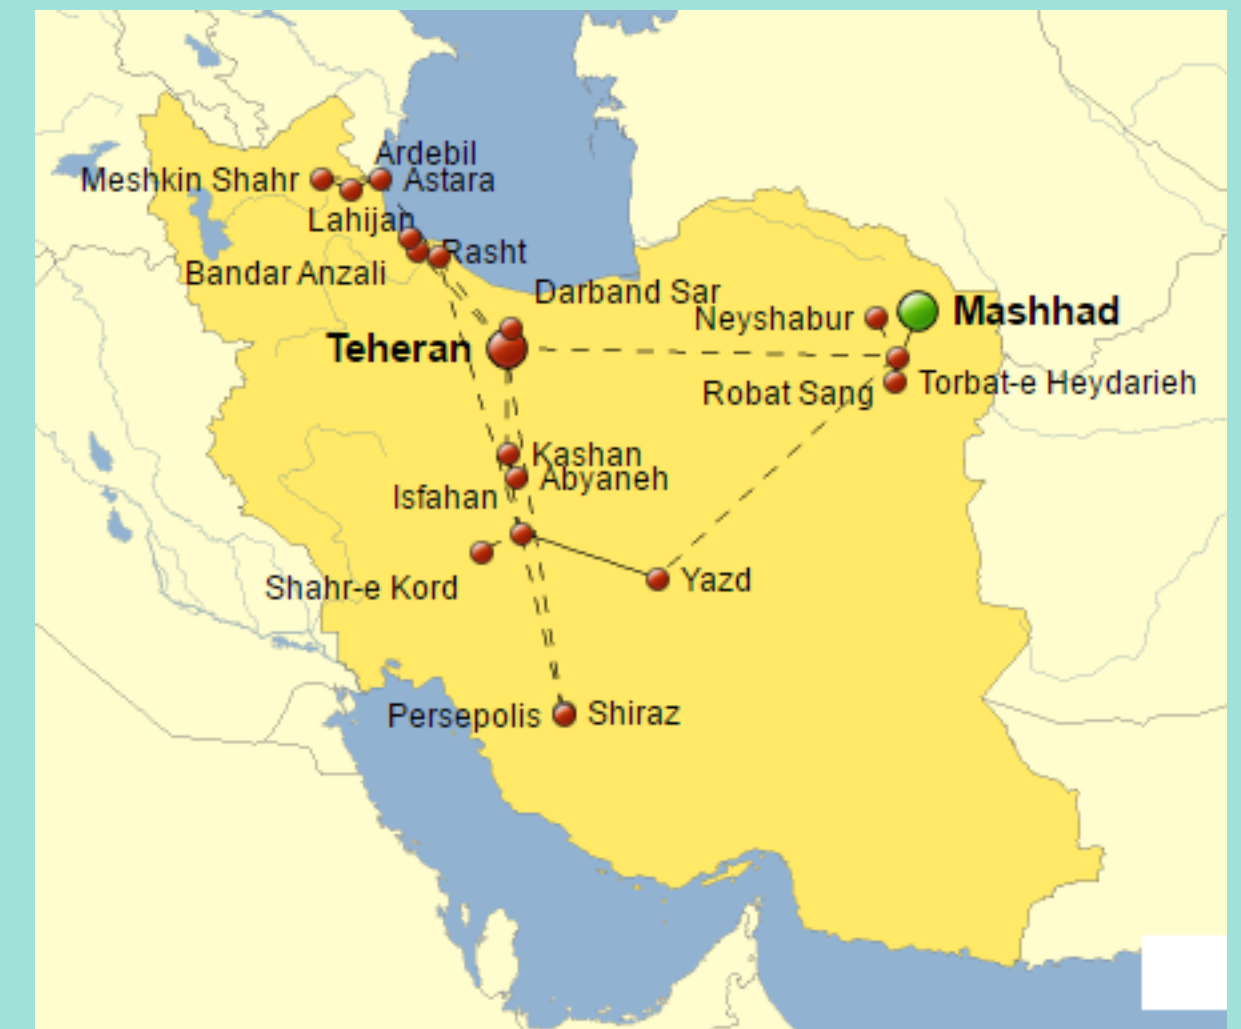 Ardebil
Meshkin Shahr
Astara
Lahijan
Rasht
Bandar Anzali
Darband Sar
Neyshabur
Mashhad
Teheran
Robat Sang
Torbat-e Heydarieh
Kashan
Abyaneh
Isfahan
Shahr-e Kord
Yazd
Persepolis
Shiraz